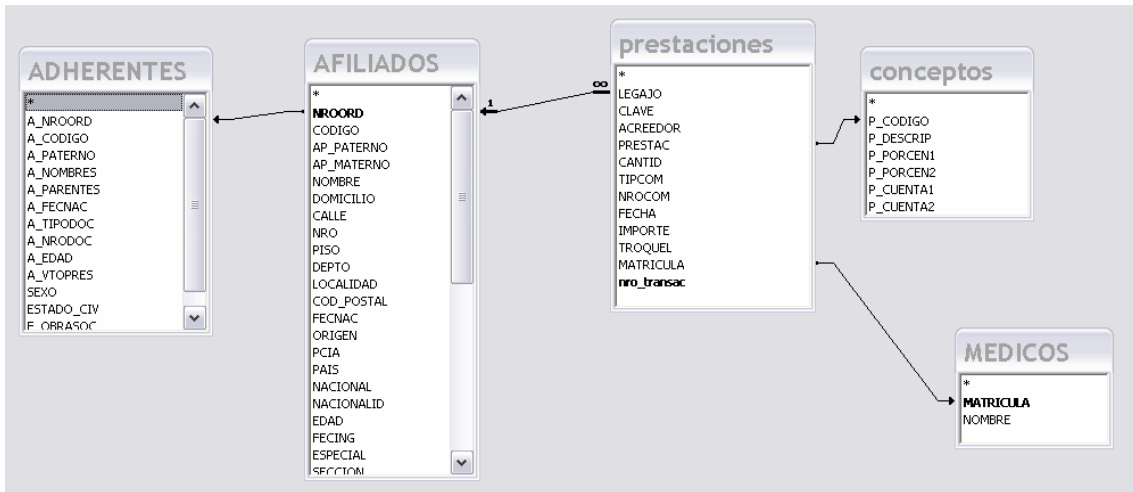 ADHERENTES
*
A_NROORD
A_CODIGO
A_PATERNO
A_NOMBRES
A_PARENTES
A_FECNAC
A_TIPODOC
A_NRODOC
A_EDAD
A_VTOPRES
SEXO
ESTADO_CIV
F_OBRASOC
AFILIADOS
*
NROORD
CODIGO
AP_PATERNO
AP_MATERNO
NOMBRE
DOMICILIO
CALLE
NRO
PISO
DEPTO
LOCALIDAD
COD_POSTAL
FECNAC
ORIGEN
PCIA
PAIS
NACIONAL
NACIONALID
EDAD
FECING
ESPECIAL
SECCION
1
∞
prestaciones
*
LEGAJO
CLAVE
ACREEDOR
PRESTAC
CANTID
TIPCOM
NROCOM
FECHA
IMPORTE
TROQUEL
MATRICULA
nro_transac
conceptos
*
P_CODIGO
P_DESCRIP
P_PORCEN1
P_PORCEN2
P_CUENTA1
P_CUENTA2
MEDICOS
*
MATRICULA
NOMBRE